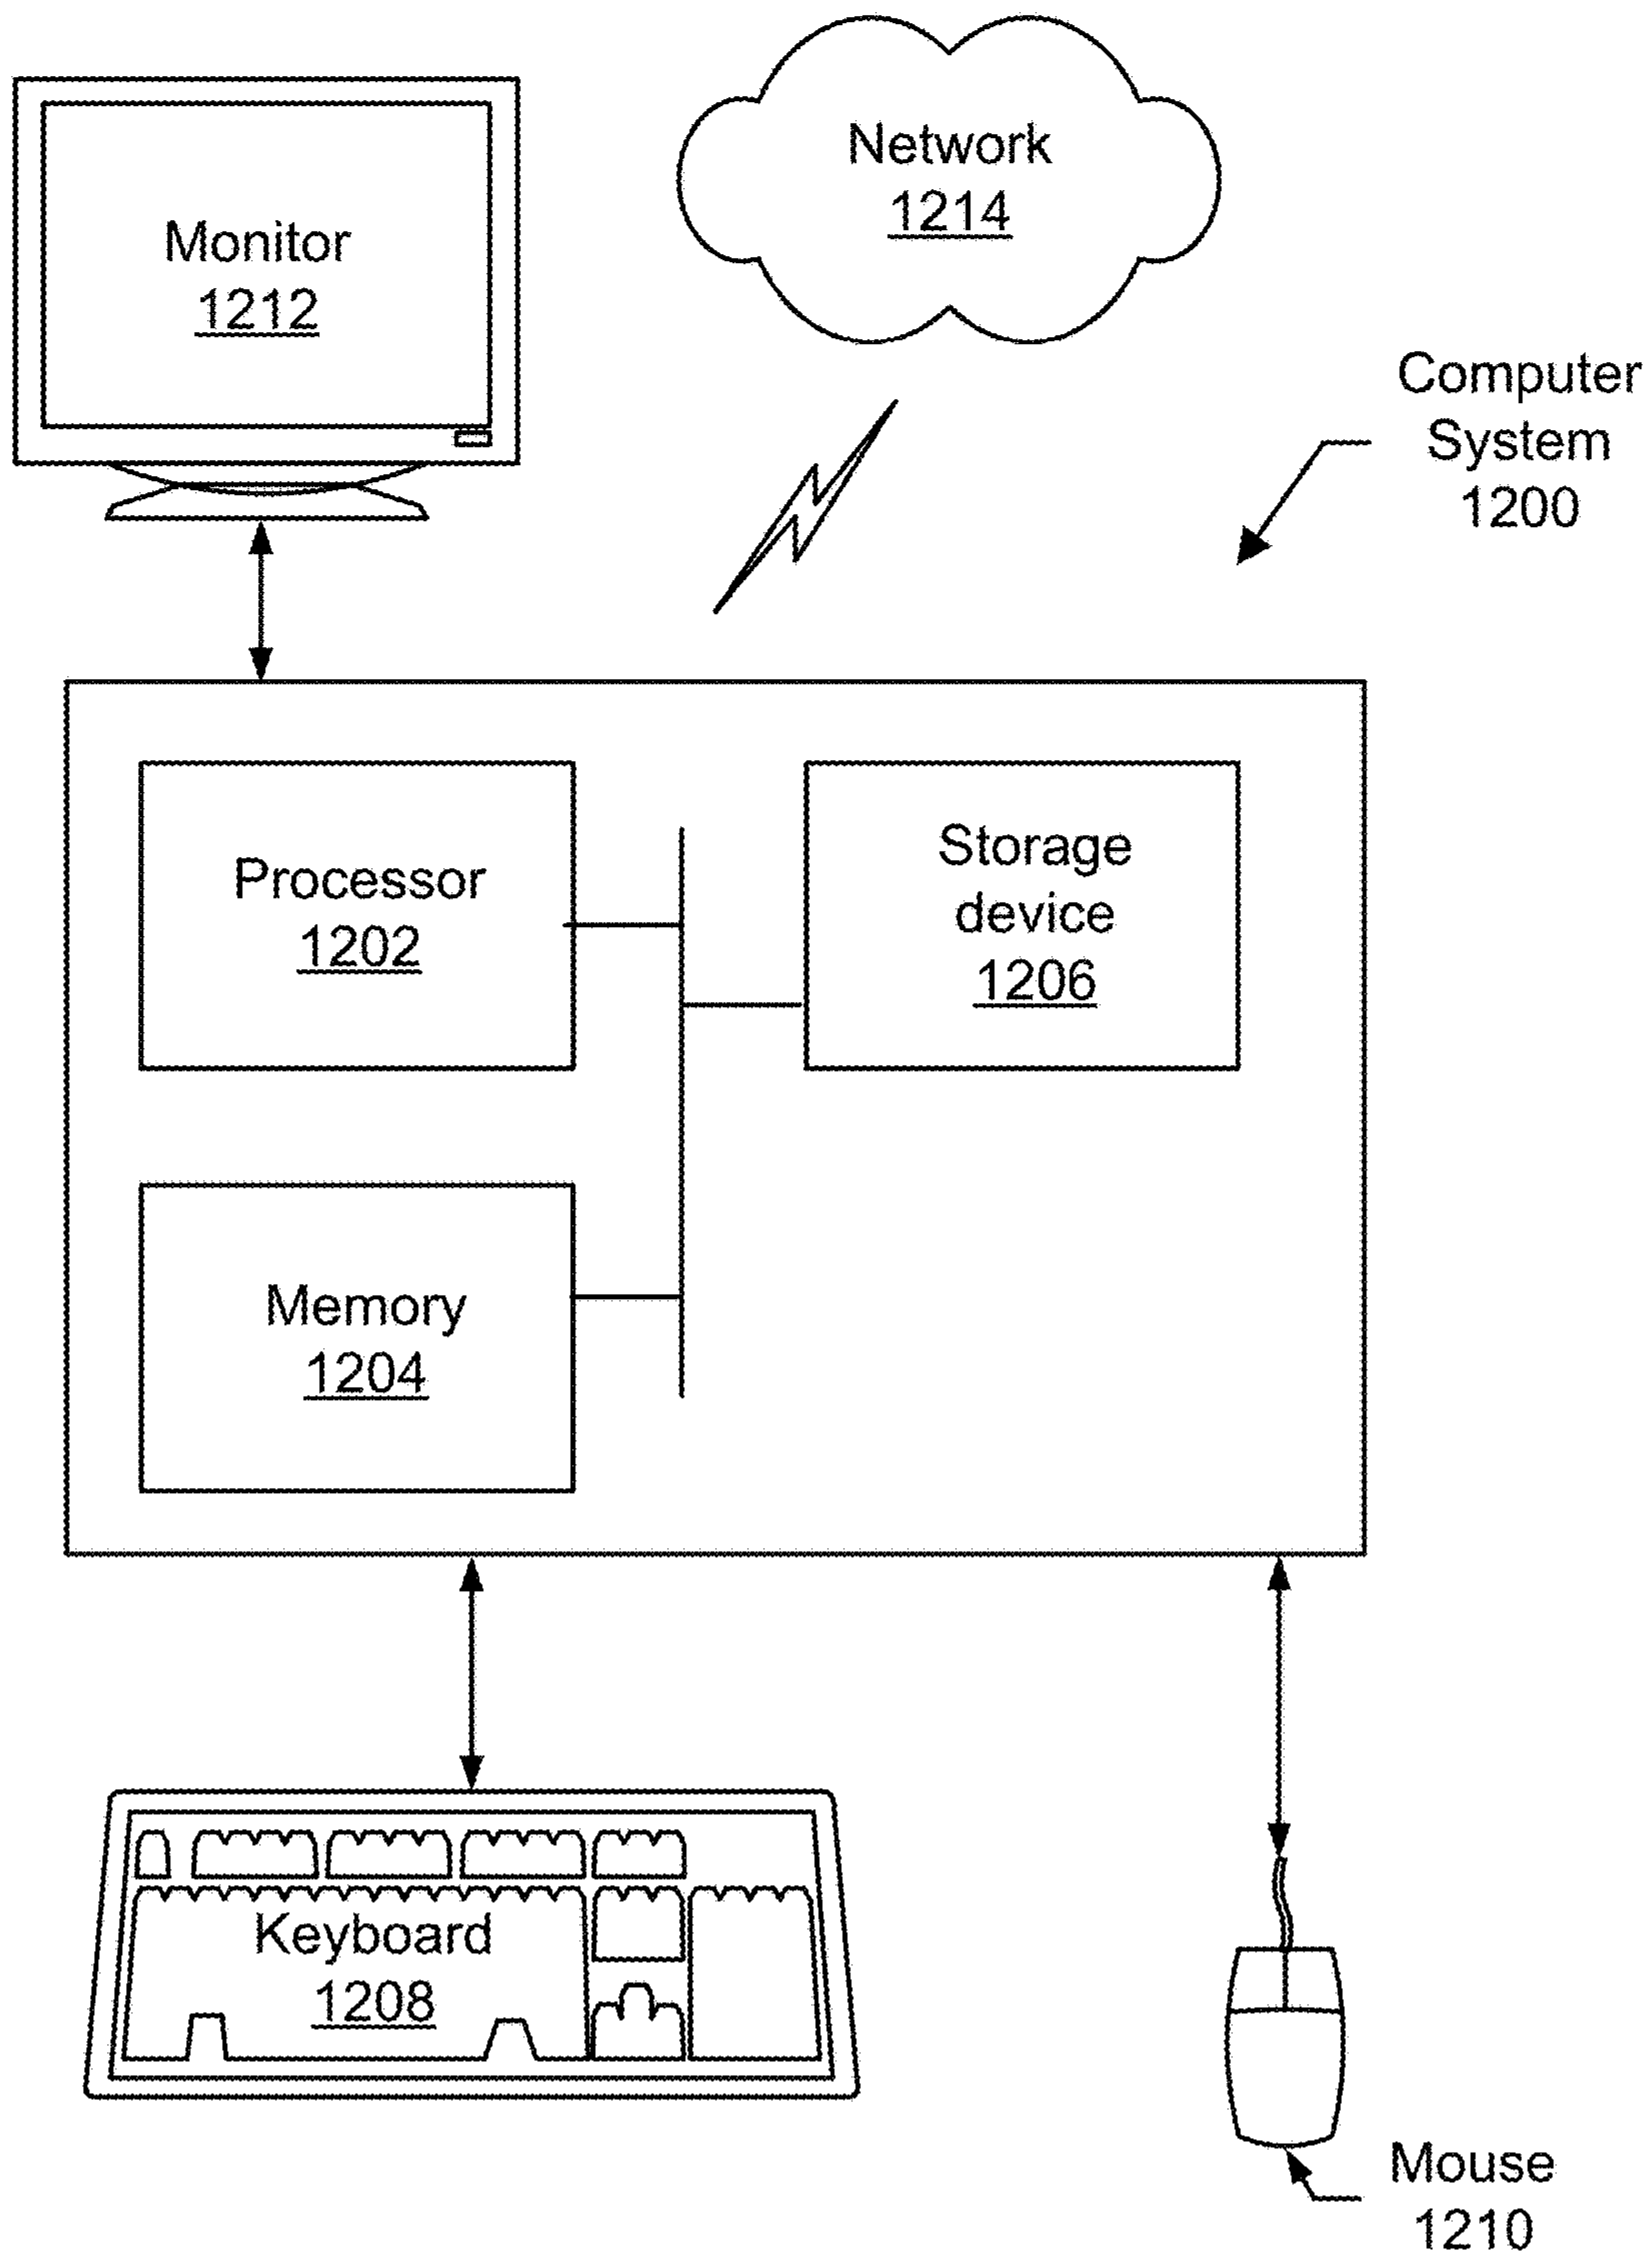 Network
1214
Monitor
1212
Computer
System
1200
Processor
1202
Storage
device
1206
Memory
1204
Keyboard
1208
Mouse
1210